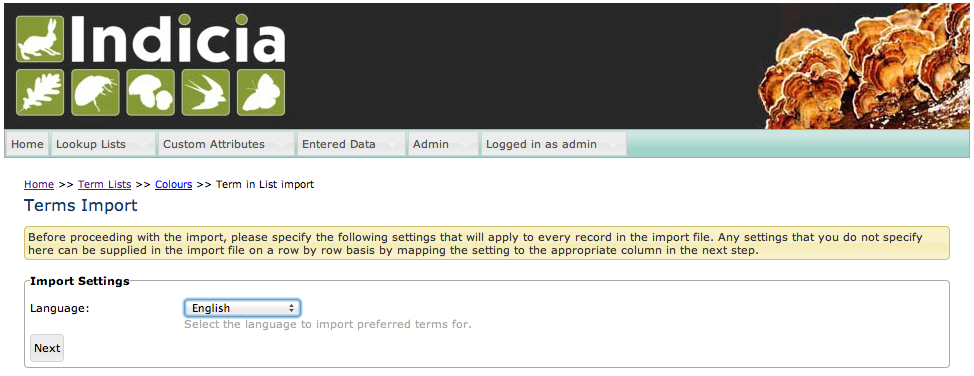 Indicia
Home Lookup Lists Custom Attributes Entered Data Admin Logged in as admin
Home >> Term Lists >> Colours >> Term in List import
Terms Import
Before proceeding with the import, please specify the following settings that will apply to every record in the import file. Any settings that you do not specify
here can be supplied in the import file on a row by row basis by mapping the setting to the appropriate column in the next step.
Import Settings
Language: English
Select the language to import preferred terms for.
Next